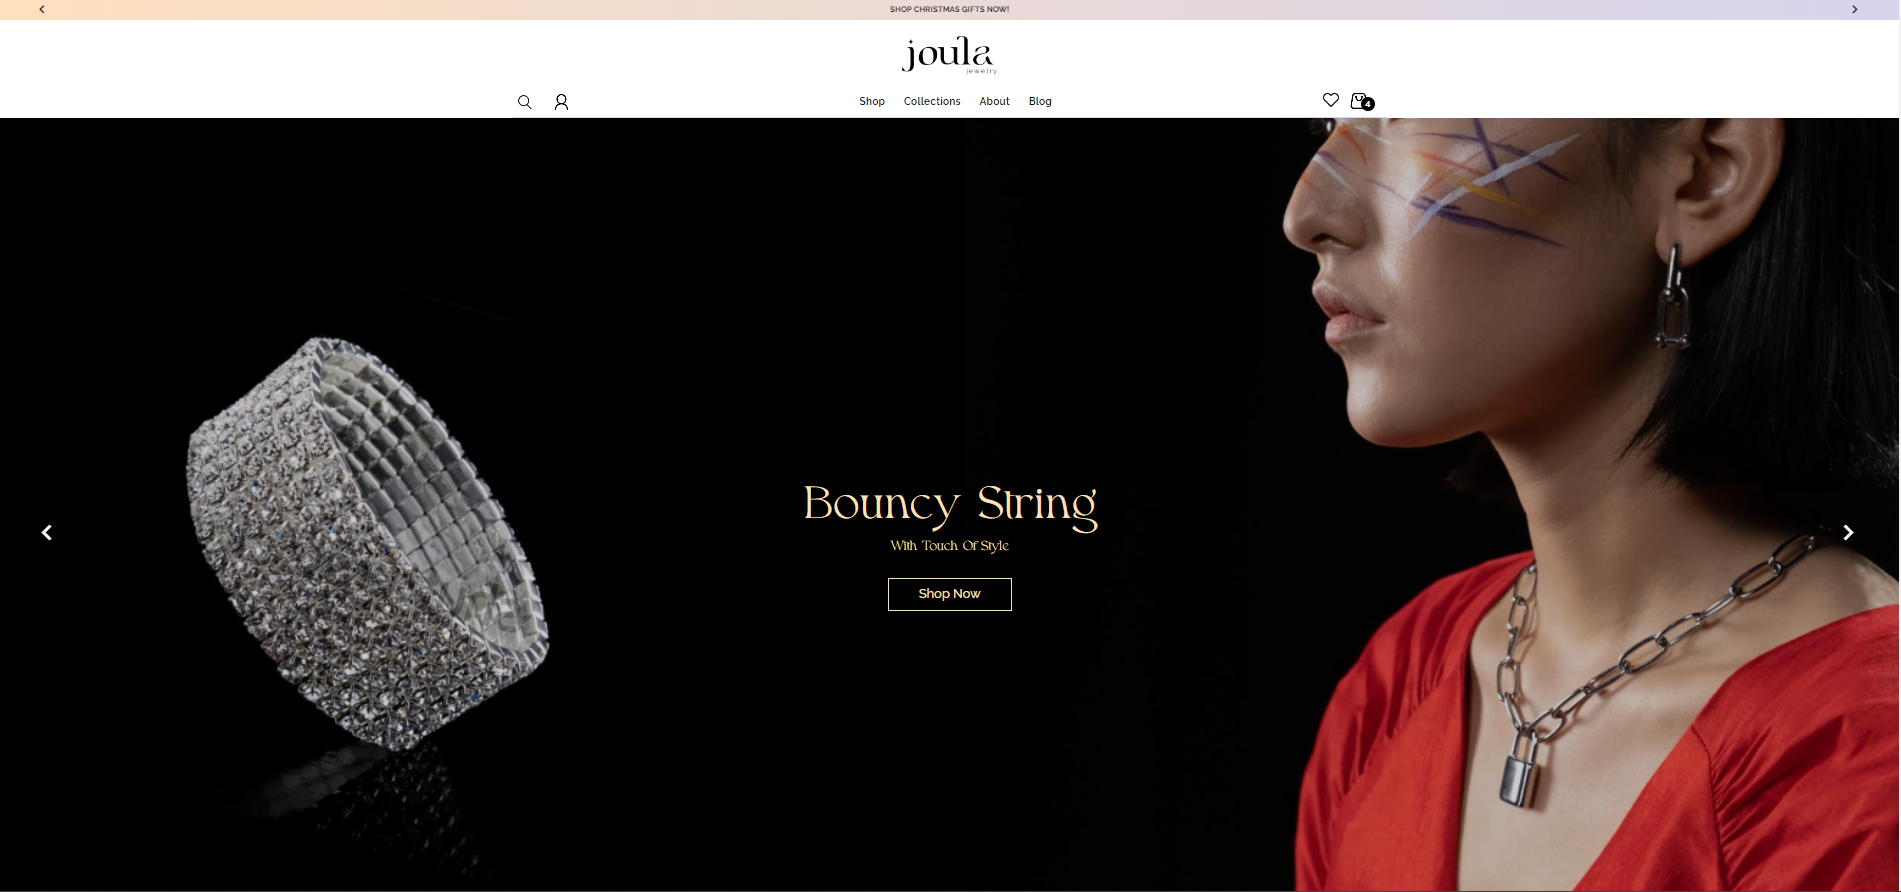 SHOP CHRISTMAS GIFTS NOW!
joula
jewelry
Shop Collections About Blog
4
Bouncy String
With Touch Of Style
Shop Now